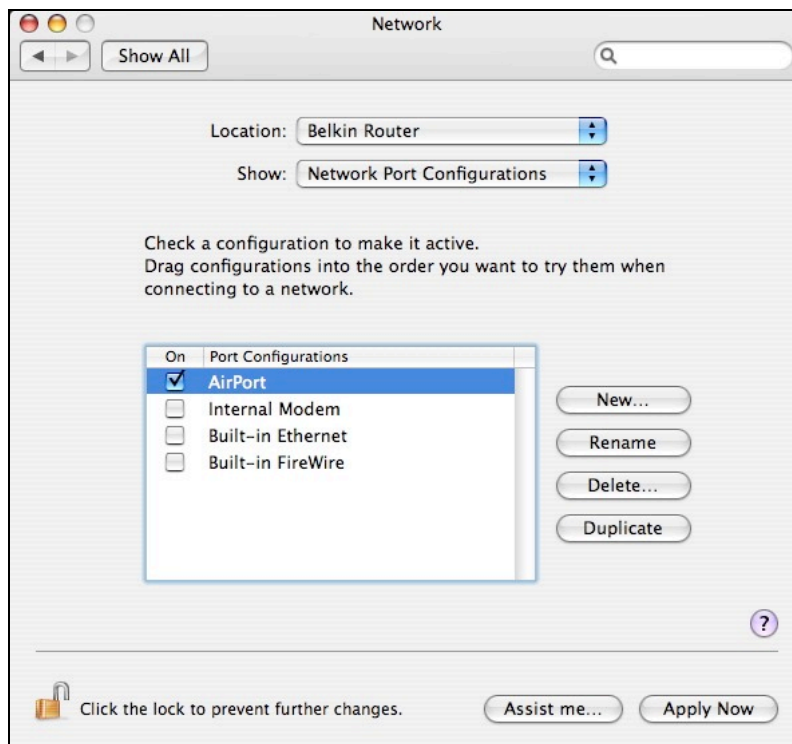 Network
Show All
Location: Belkin Router
Show: Network Port Configurations
Check a configuration to make it active.
Drag configurations into the order you want to try them when
connecting to a network.
On Port Configurations
AirPort
Internal Modem
Built-in Ethernet
Built-in FireWire
New...
Rename
Delete...
Duplicate
?
Click the lock to prevent further changes.
Assist me...
Apply Now